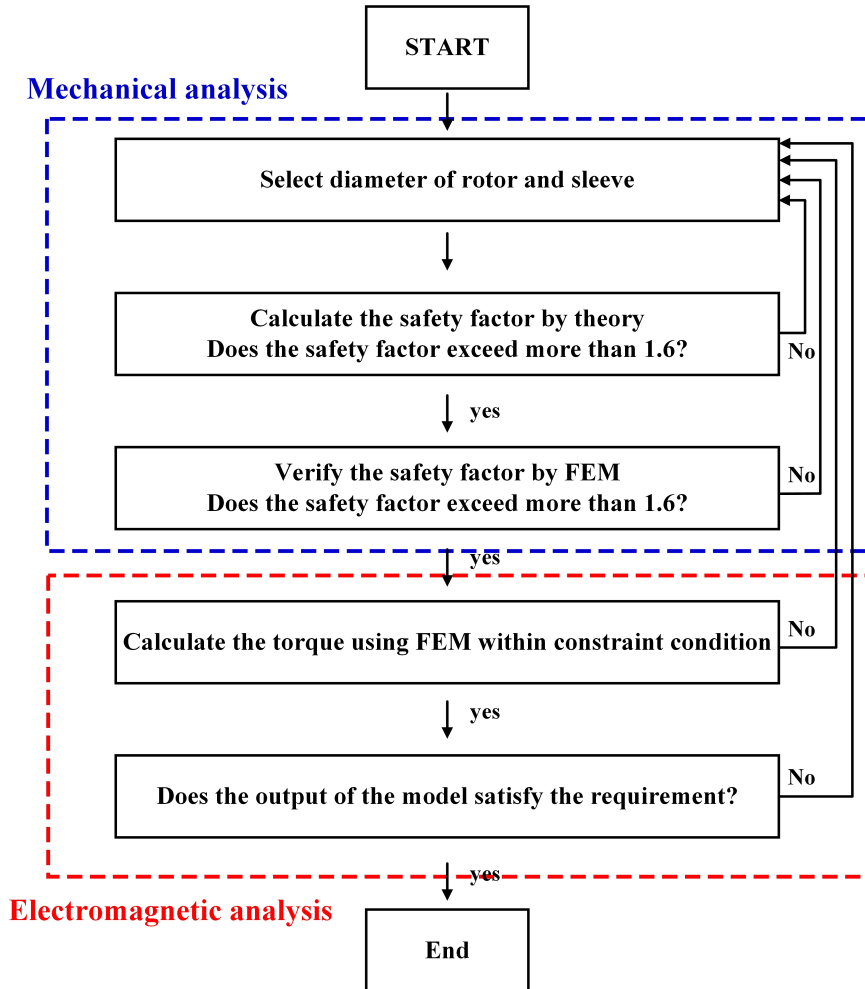 START
Mechanical analysis
Select diameter of rotor and sleeve
Calculate the safety factor by theory
Does the safety factor exceed more than 1.6?
No
yes
Verify the safety factor by FEM
Does the safety factor exceed more than 1.6?
No
yes
Calculate the torque using FEM within constraint condition
No
yes
Does the output of the model satisfy the requirement?
No
yes
Electromagnetic analysis
End